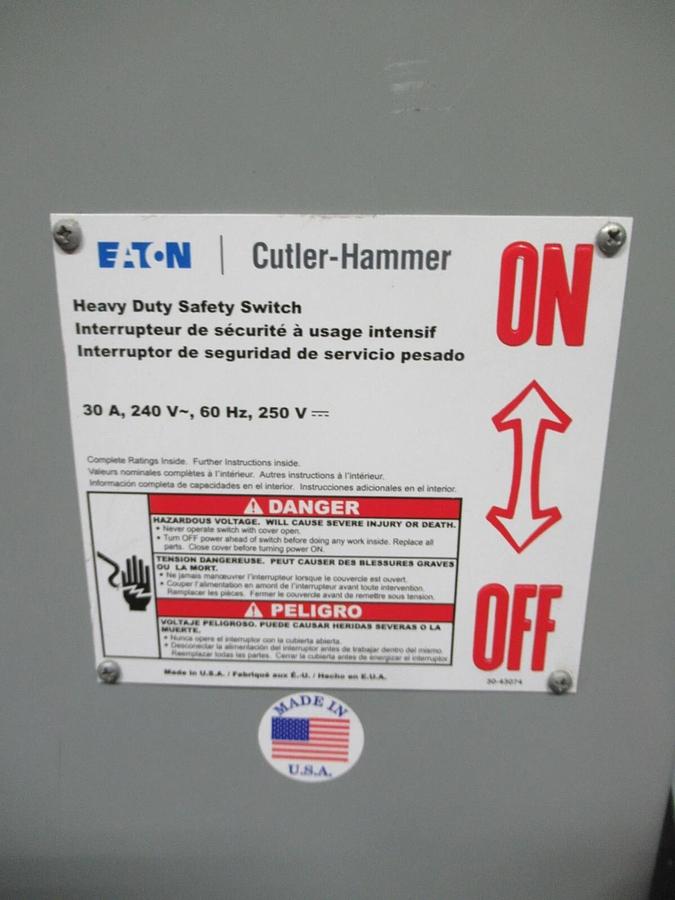 EATON | Cutler-Hammer
ON
Heavy Duty Safety Switch
Interrupteur de sécurité à usage intensif
Interruptor de seguridad de servicio pesado
30 A, 240 V~, 60 Hz, 250 V ⎓
Complete Ratings Inside. Further Instructions inside.
Valeurs nominales complètes à l'intérieur. Autres instructions à l'intérieur.
Información completa de capacidades en el interior. Instrucciones adicionales en el interior.
⚠ DANGER
HAZARDOUS VOLTAGE. WILL CAUSE SEVERE INJURY OR DEATH.
• Never operate switch with cover open.
• Turn OFF power ahead of switch before doing any work inside. Replace all
parts. Close cover before turning power ON.
TENSION DANGEREUSE. PEUT CAUSER DES BLESSURES GRAVES
OU LA MORT.
• Ne jamais manœuvrer l'interrupteur lorsque le couvercle est ouvert.
• Couper l'alimentation en amont de l'interrupteur avant toute intervention.
Remplacer les pièces. Fermer le couvercle avant de remettre sous tension.
⚠ PELIGRO
VOLTAJE PELIGROSO. PUEDE CAUSAR HERIDAS SEVERAS O LA
MUERTE.
• Nunca opere el interruptor con la cubierta abierta.
• Desconectar la alimentación del interruptor antes de trabajar dentro del mismo.
Reemplazar todas las partes. Cerrar la cubierta antes de energizar el interruptor
OFF
Made in U.S.A. / Fabriqué aux É.-U. / Hecho en E.U.A.
30-43074
MADE IN
U.S.A.